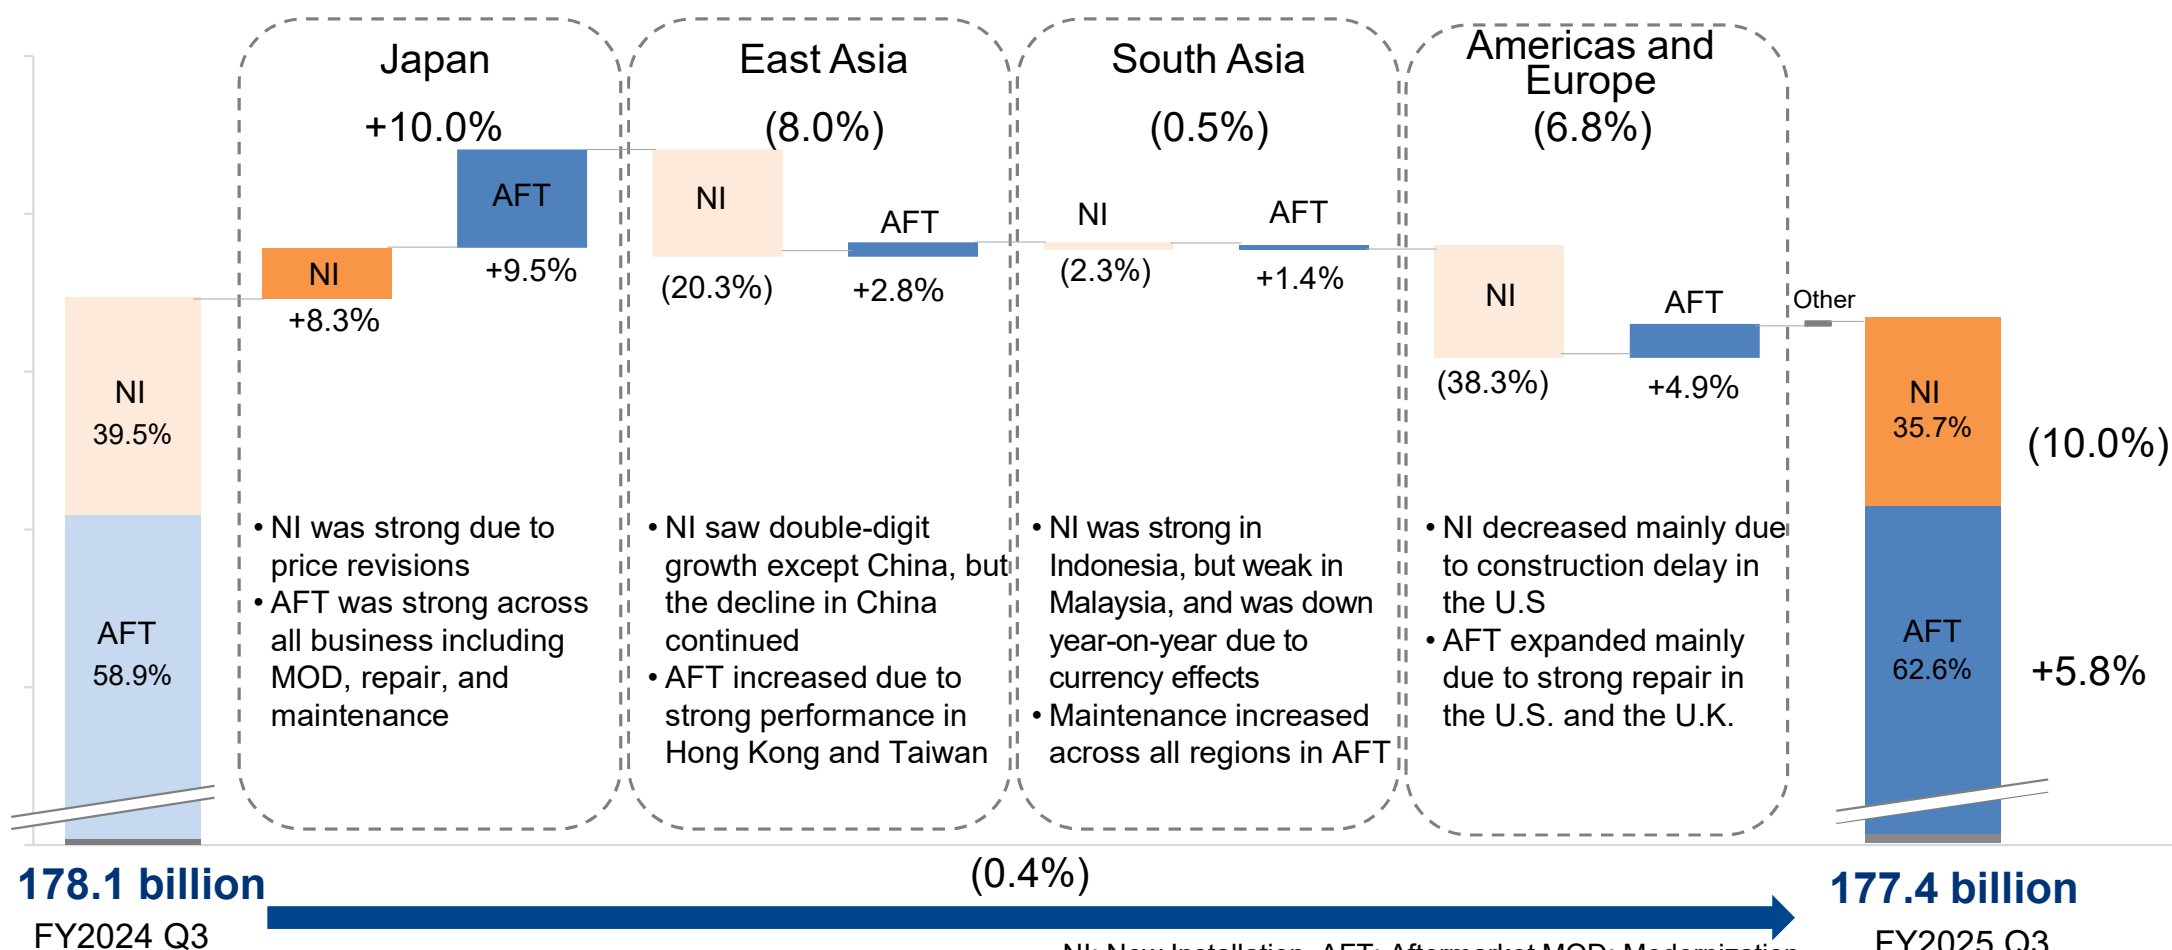 Japan
+10.0%
East Asia
(8.0%)
South Asia
(0.5%)
Americas and
Europe
(6.8%)
NI
+8.3%
AFT
+9.5%
NI
(20.3%)
AFT
+2.8%
NI
(2.3%)
AFT
+1.4%
NI
(38.3%)
AFT
+4.9%
Other
NI
39.5%
AFT
58.9%
NI
35.7%
(10.0%)
AFT
62.6%
+5.8%
• NI was strong due to
price revisions
• AFT was strong across
all business including
MOD, repair, and
maintenance
• NI saw double-digit
growth except China, but
the decline in China
continued
• AFT increased due to
strong performance in
Hong Kong and Taiwan
• NI was strong in
Indonesia, but weak in
Malaysia, and was down
year-on-year due to
currency effects
• Maintenance increased
across all regions in AFT
• NI decreased mainly due
to construction delay in
the U.S
• AFT expanded mainly
due to strong repair in
the U.S. and the U.K.
178.1 billion
FY2024 Q3
(0.4%)
177.4 billion
FY2025 Q3
NI: New Installation, AFT: Aftermarket MOD: Modernization